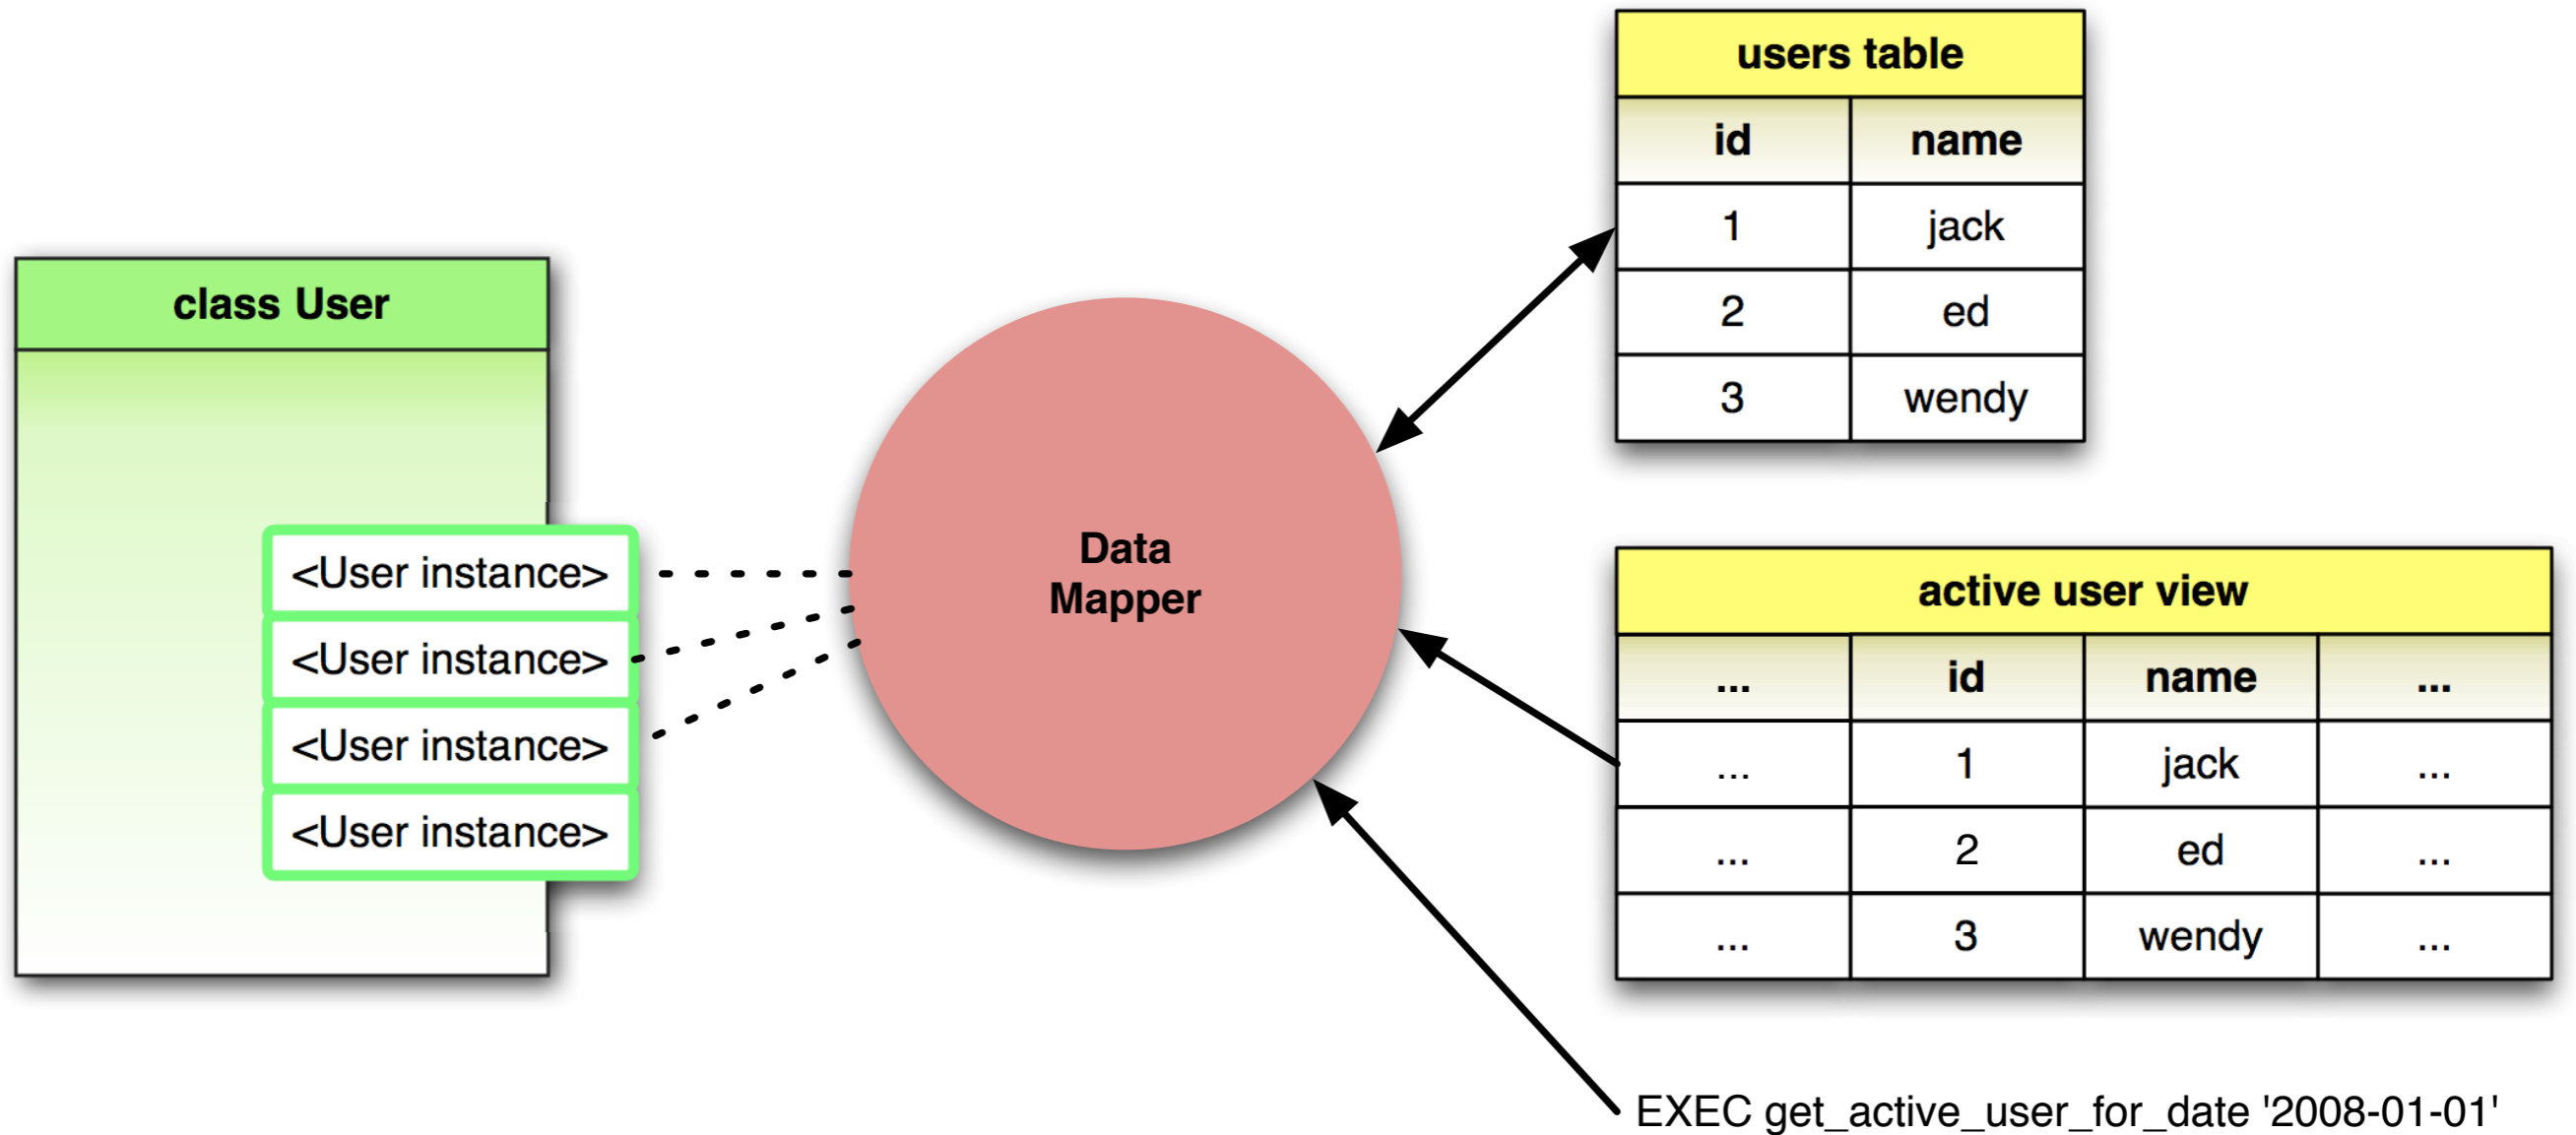 class User
<User instance>
<User instance>
<User instance>
<User instance>
Data
Mapper
users table
id name
1 jack
2 ed
3 wendy
active user view
... id name ...
... 1 jack ...
... 2 ed ...
... 3 wendy ...
EXEC get_active_user_for_date '2008-01-01'